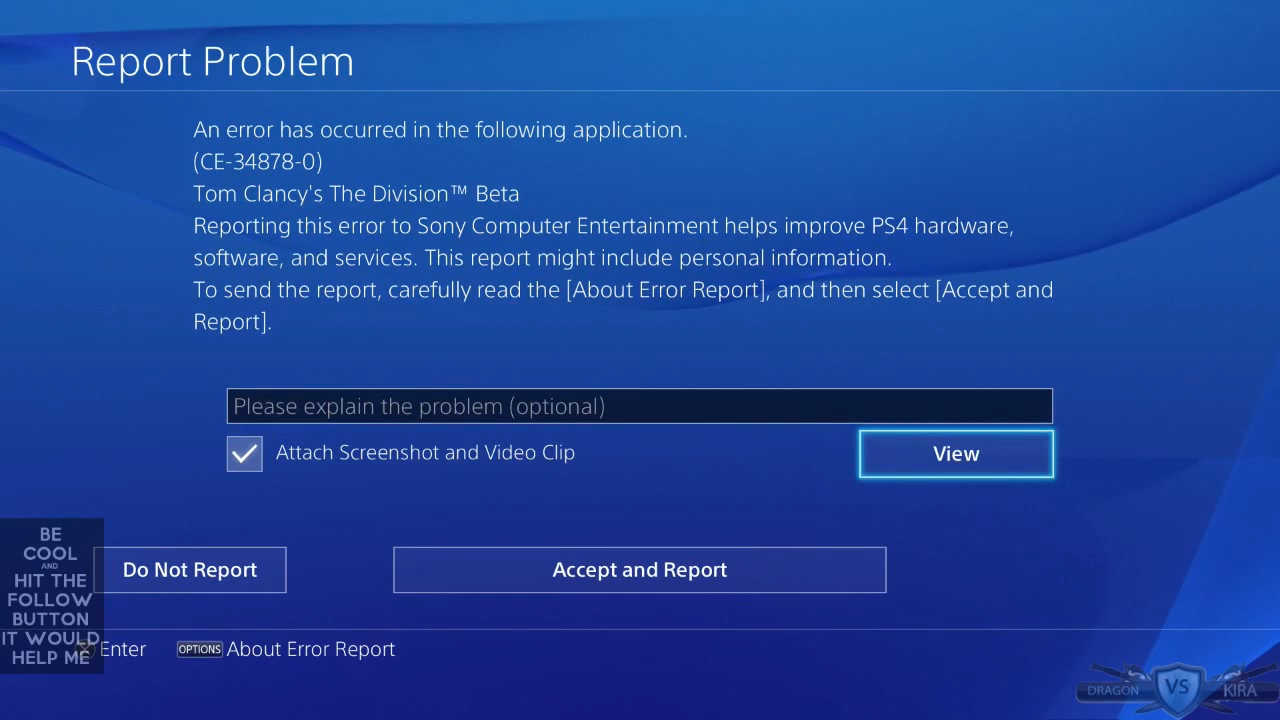 Report Problem
An error has occurred in the following application.
(CE-34878-0)
Tom Clancy's The Division™ Beta
Reporting this error to Sony Computer Entertainment helps improve PS4 hardware,
software, and services. This report might include personal information.
To send the report, carefully read the [About Error Report], and then select [Accept and
Report].
Please explain the problem (optional)
Attach Screenshot and Video Clip
View
Do Not Report
Accept and Report
BE
COOL
AND
HIT THE
FOLLOW
BUTTON
IT WOULD
HELP ME
Enter
OPTIONS About Error Report
DRAGON VS KIRA